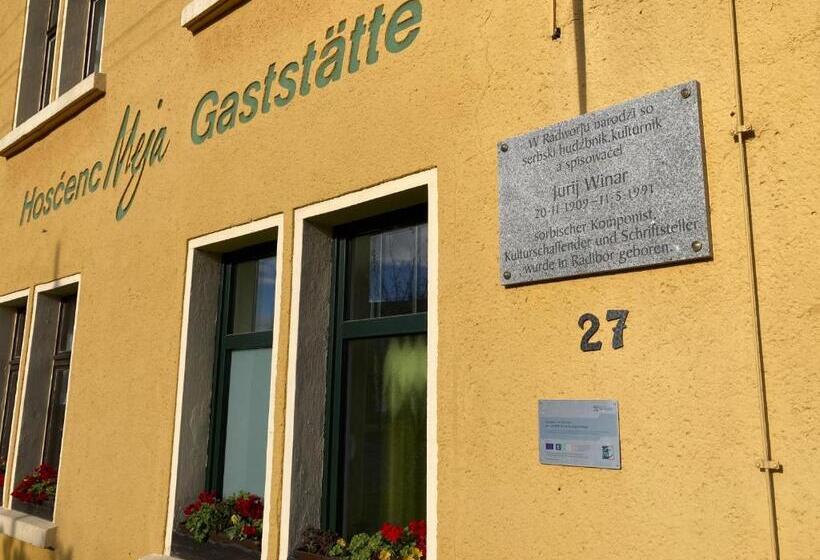 Hosćenc Meja Gaststätte
W Radworju narodźi so
serbski hudźbnik, kulturnik
a spisowaćel
Jurij Winar
20.11.1909–11.5.1991
sorbischer Komponist,
Kulturschaffender und Schriftsteller
wurde in Radibor geboren.
27